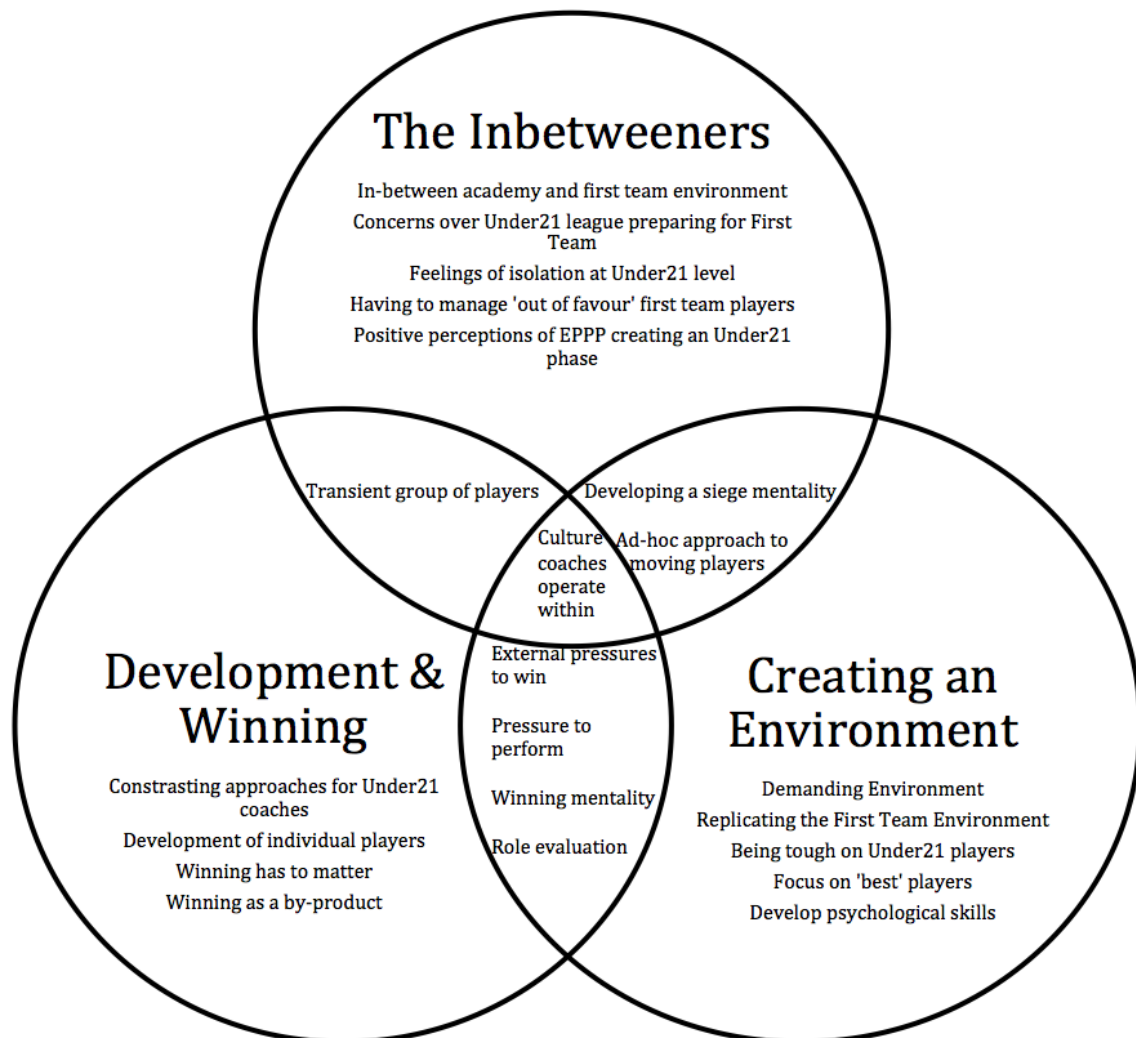 The Inbetweeners
In-between academy and first team environment
Concerns over Under21 league preparing for First
Team
Feelings of isolation at Under21 level
Having to manage 'out of favour' first team players
Positive perceptions of EPPP creating an Under21
phase
Transient group of players
Developing a siege mentality
Ad-hoc approach to
moving players
Culture
coaches
operate
within
External pressures
to win
Pressure to
perform
Winning mentality
Role evaluation
Development &
Winning
Constrasting approaches for Under21
coaches
Development of individual players
Winning has to matter
Winning as a by-product
Creating an
Environment
Demanding Environment
Replicating the First Team Environment
Being tough on Under21 players
Focus on 'best' players
Develop psychological skills